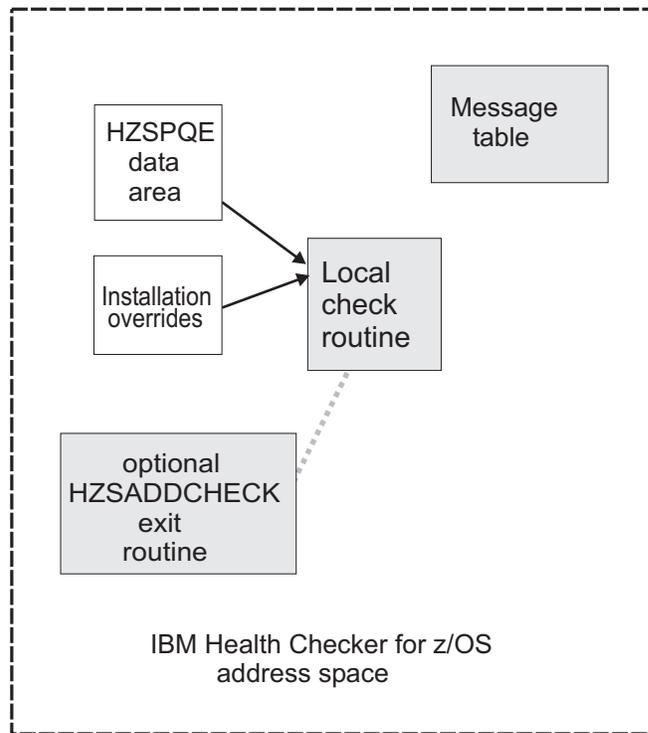 HZSPQE
data
area
Message
table
Installation
overrides
Local
check
routine
optional
HZSADDCHECK
exit
routine
IBM Health Checker for z/OS
address space